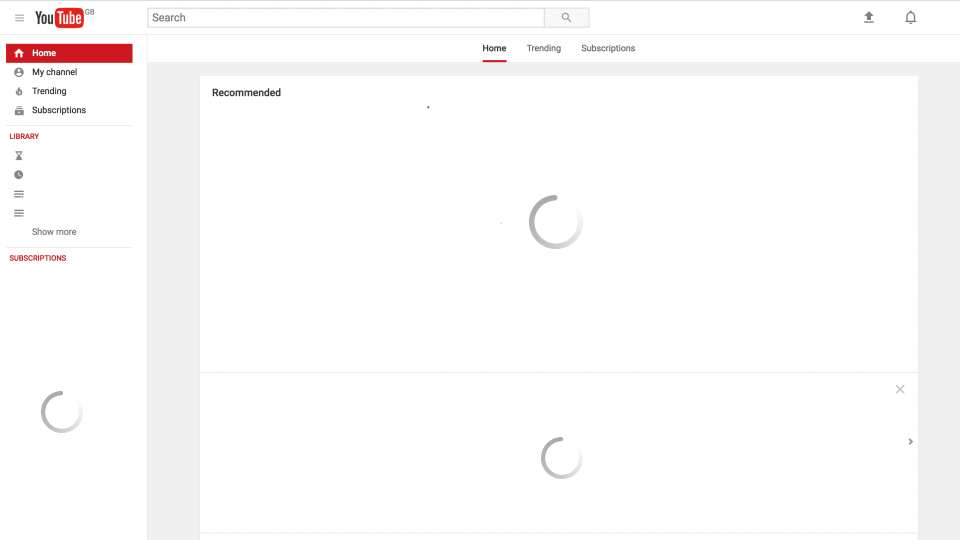 YouTube GB
Search
Home
My channel
Trending
Subscriptions
LIBRARY
Show more
SUBSCRIPTIONS
Home Trending Subscriptions
Recommended